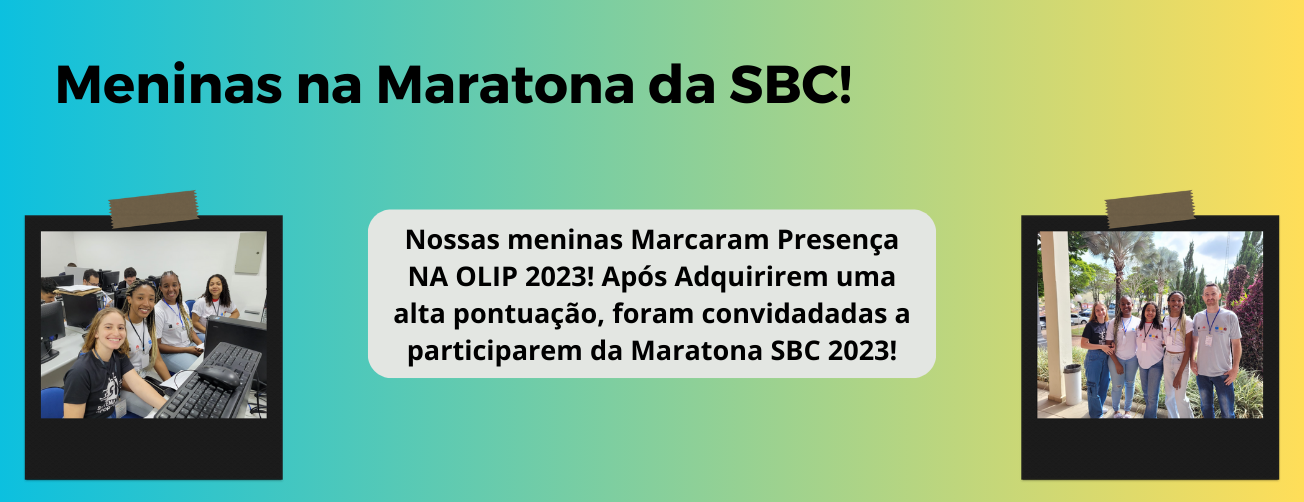 Meninas na Maratona da SBC!
Nossas meninas Marcaram Presença
NA OLIP 2023! Após Adquirirem uma
alta pontuação, foram convidadadas a
participarem da Maratona SBC 2023!